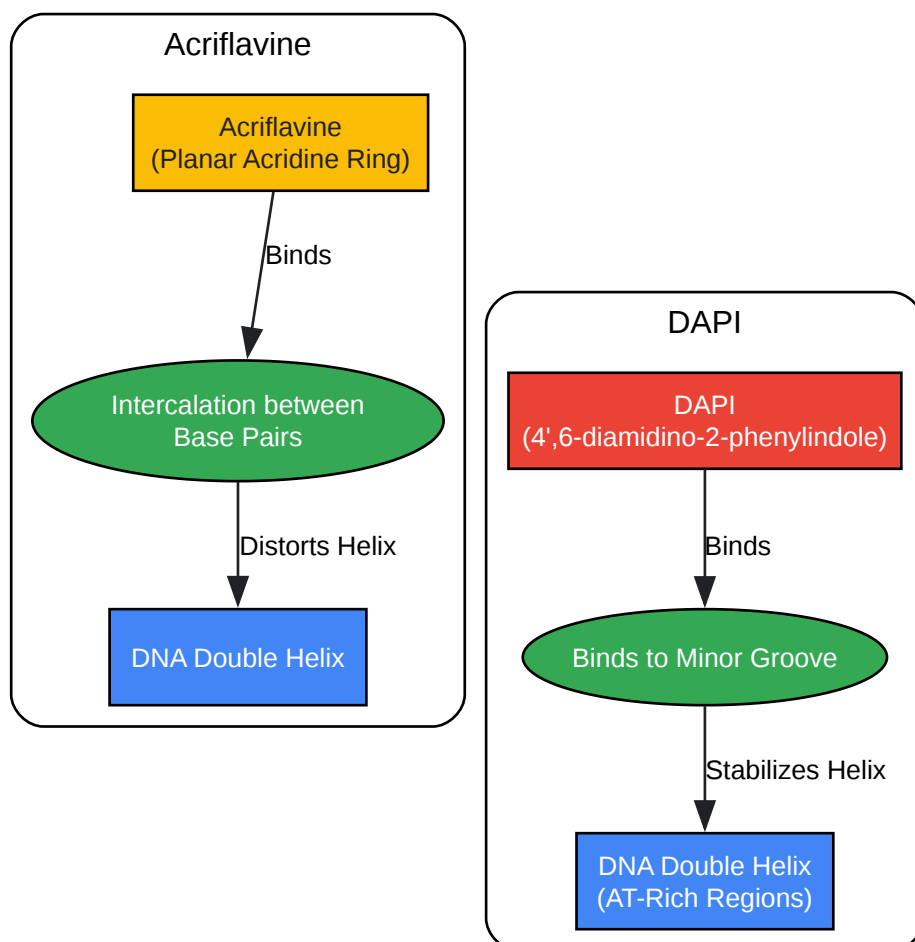 Acriflavine
Acriflavine
(Planar Acridine Ring)
Binds
Intercalation between
Base Pairs
Distorts Helix
DNA Double Helix
DAPI
DAPI
(4',6-diamidino-2-phenylindole)
Binds
Binds to Minor Groove
Stabilizes Helix
DNA Double Helix
(AT-Rich Regions)